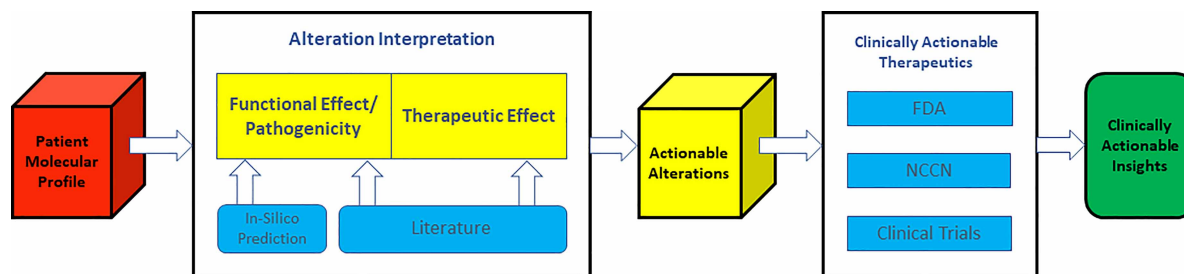 Patient
Molecular
Profile
Alteration Interpretation
Functional Effect/
Pathogenicity
Therapeutic Effect
In-Silico
Prediction
Literature
Actionable
Alterations
Clinically Actionable
Therapeutics
FDA
NCCN
Clinical Trials
Clinically
Actionable
Insights